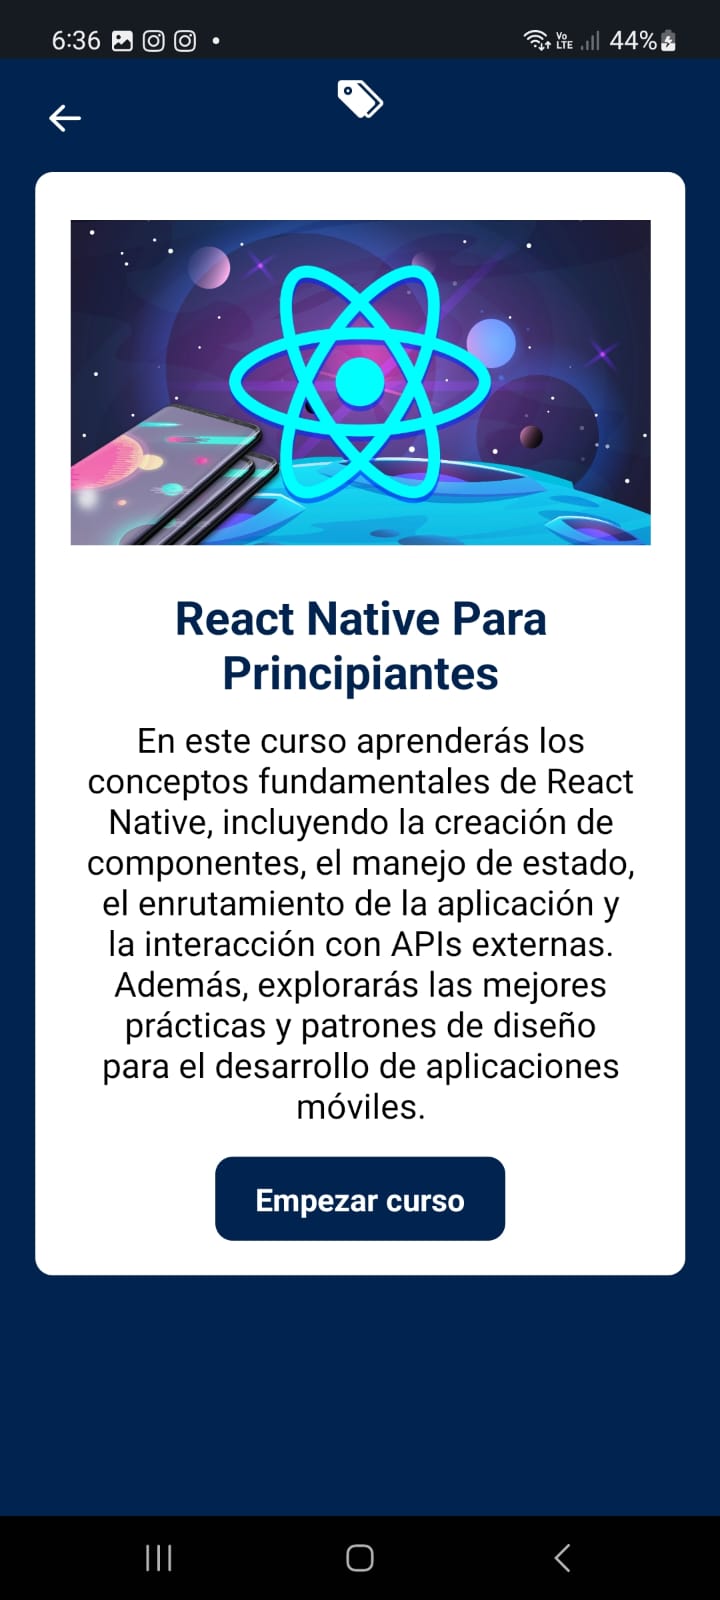 6:36
Vo
LTE
44%
React Native Para
Principiantes
En este curso aprenderás los
conceptos fundamentales de React
Native, incluyendo la creación de
componentes, el manejo de estado,
el enrutamiento de la aplicación y
la interacción con APIs externas.
Además, explorarás las mejores
prácticas y patrones de diseño
para el desarrollo de aplicaciones
móviles.
Empezar curso